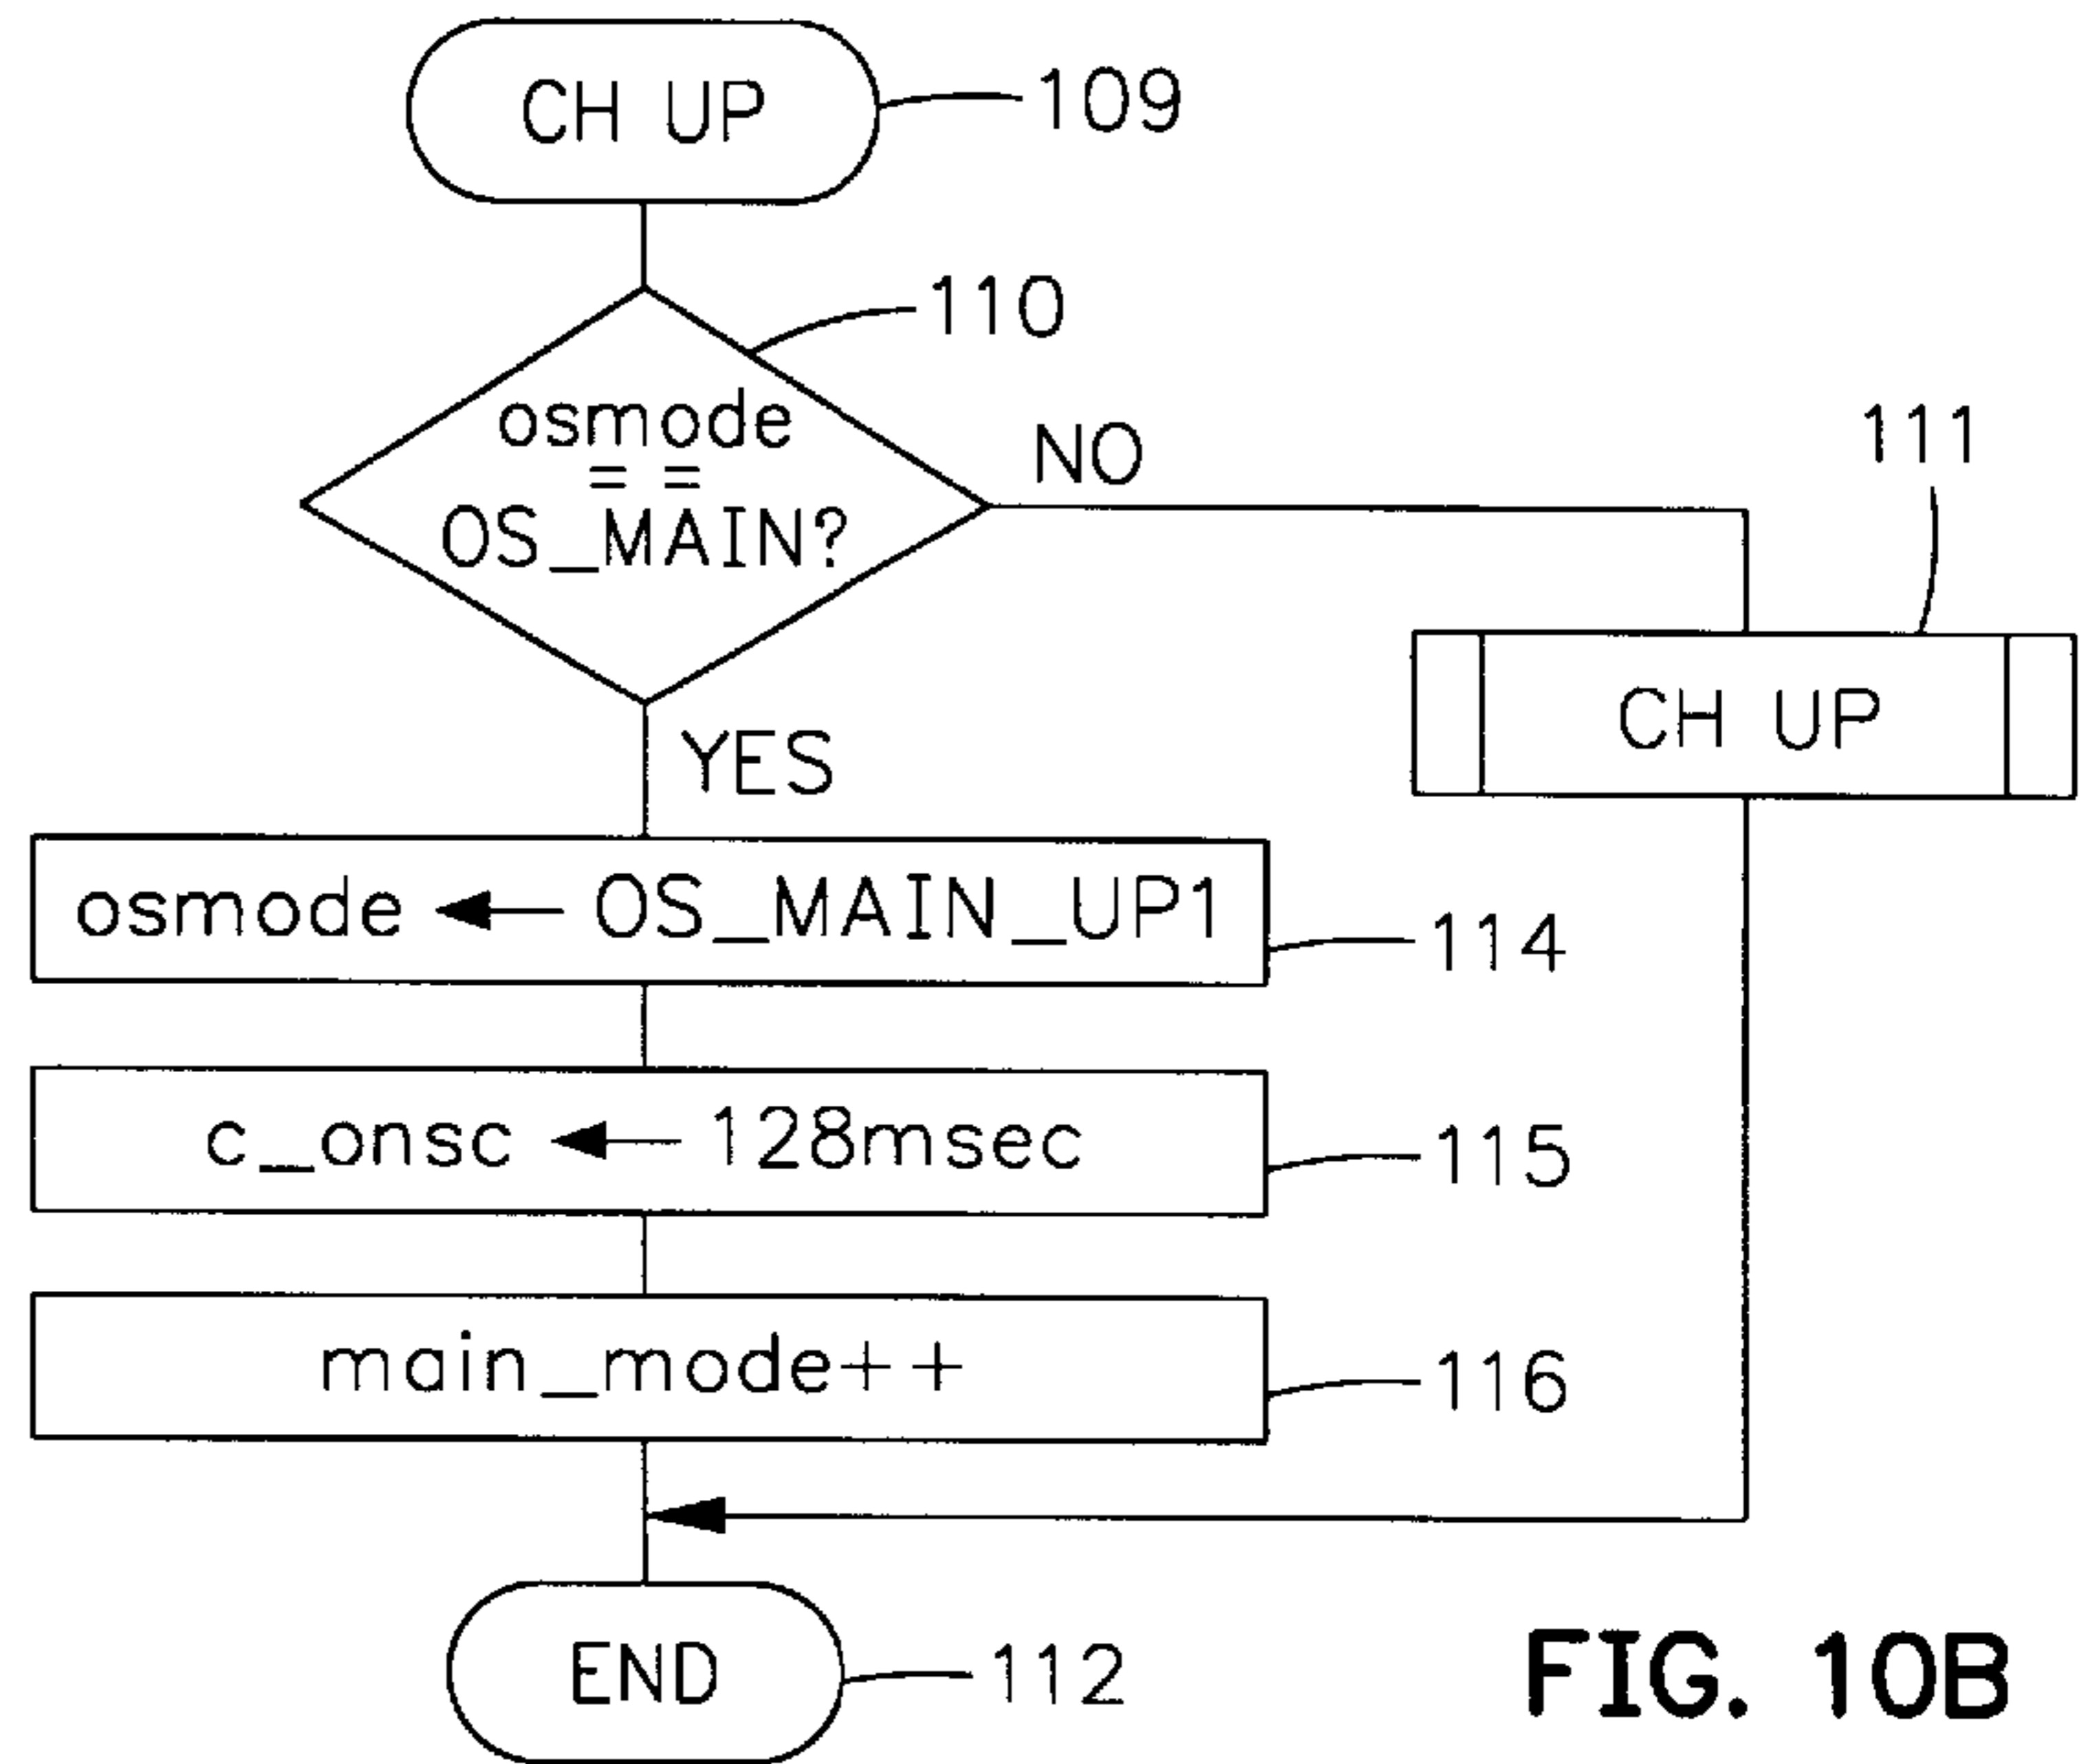 CH UP
109
110
osmode
= =
OS_MAIN?
NO
111
CH UP
YES
osmode ← OS_MAIN_UP1
114
c_onsc ← 128msec
115
main_mode++
116
END
112
FIG. 10B